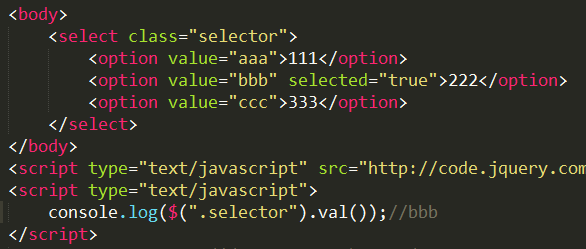 <body>
<select class="selector">
<option value="aaa">111</option>
<option value="bbb" selected="true">222</option>
<option value="ccc">333</option>
</select>
</body>
<script type="text/javascript" src="http://code.jquery.com
<script type="text/javascript">
console.log($(".selector").val());//bbb
</script>